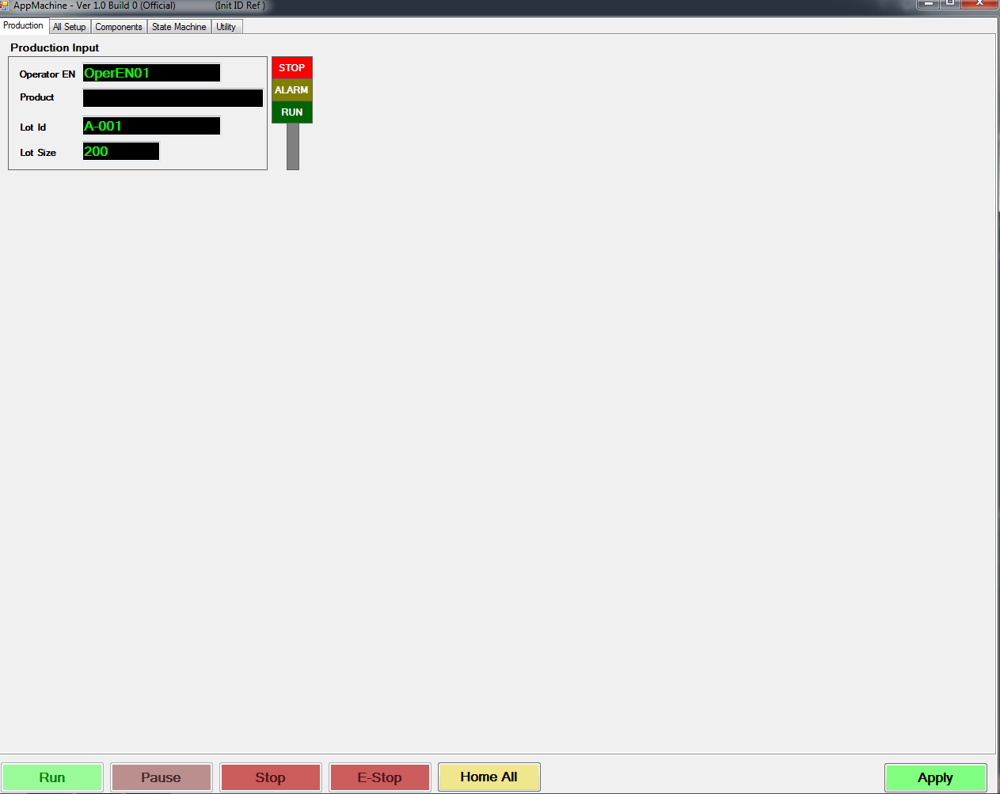 AppMachine - Ver 1.0 Build 0 (Official) (Init ID Ref )
Production All Setup Components State Machine Utility
Production Input
Operator EN OperEN01
Product
Lot Id A-001
Lot Size 200
STOP
ALARM
RUN
Run Pause Stop E-Stop Home All Apply